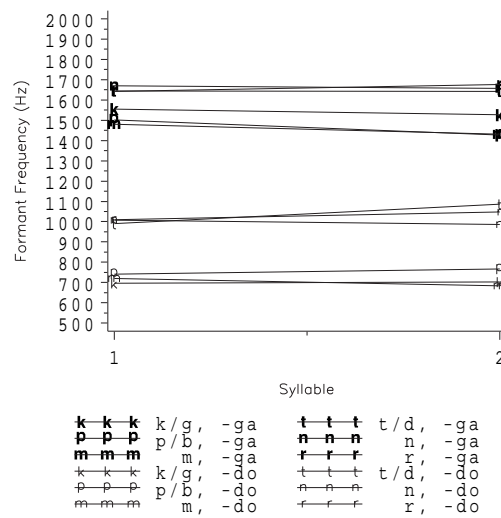 2000
1900
1800
1700
1600
1500
1400
1300
1200
1100
1000
900
800
700
600
500
Formant Frequency (Hz)
1 2
Syllable
k k k k/g, -ga t t t t/d, -ga
p p p p/b, -ga n n n n, -ga
m m m m, -ga r r r r, -ga
k k k k/g, -do t t t t/d, -do
p p p p/b, -do n n n n, -do
m m m m, -do r r r r, -do